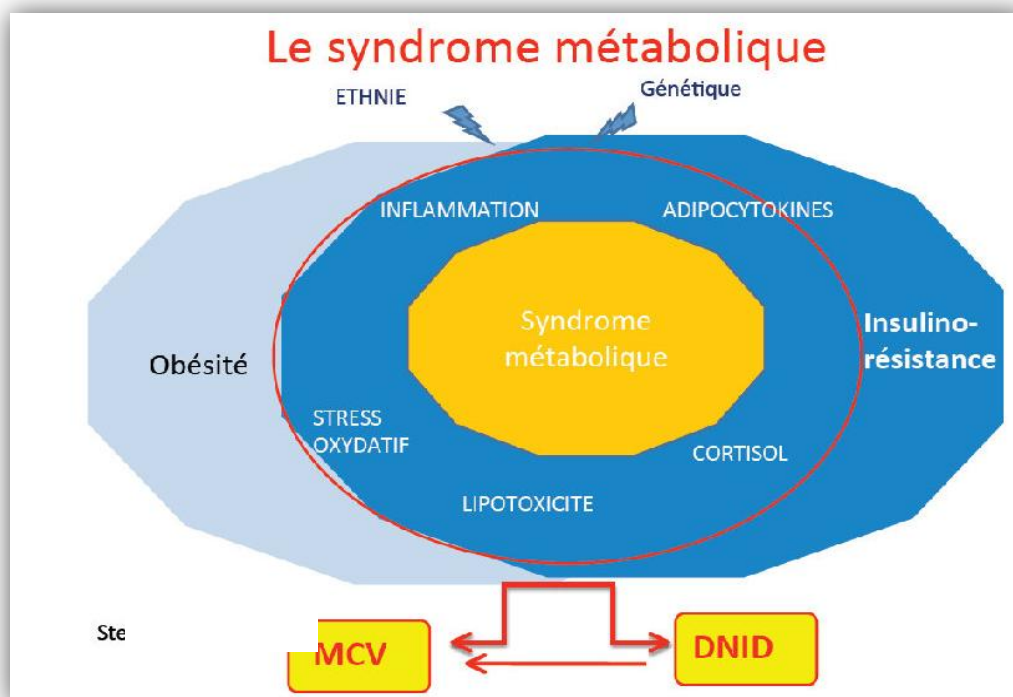 Le syndrome métabolique
ETHNIE
Génétique
INFLAMMATION
ADIPOCYTOKINES
Syndrome
métabolique
Obésité
Insulino-
résistance
STRESS
OXYDATIF
CORTISOL
LIPOTOXICITE
Ste
MCV
DNID